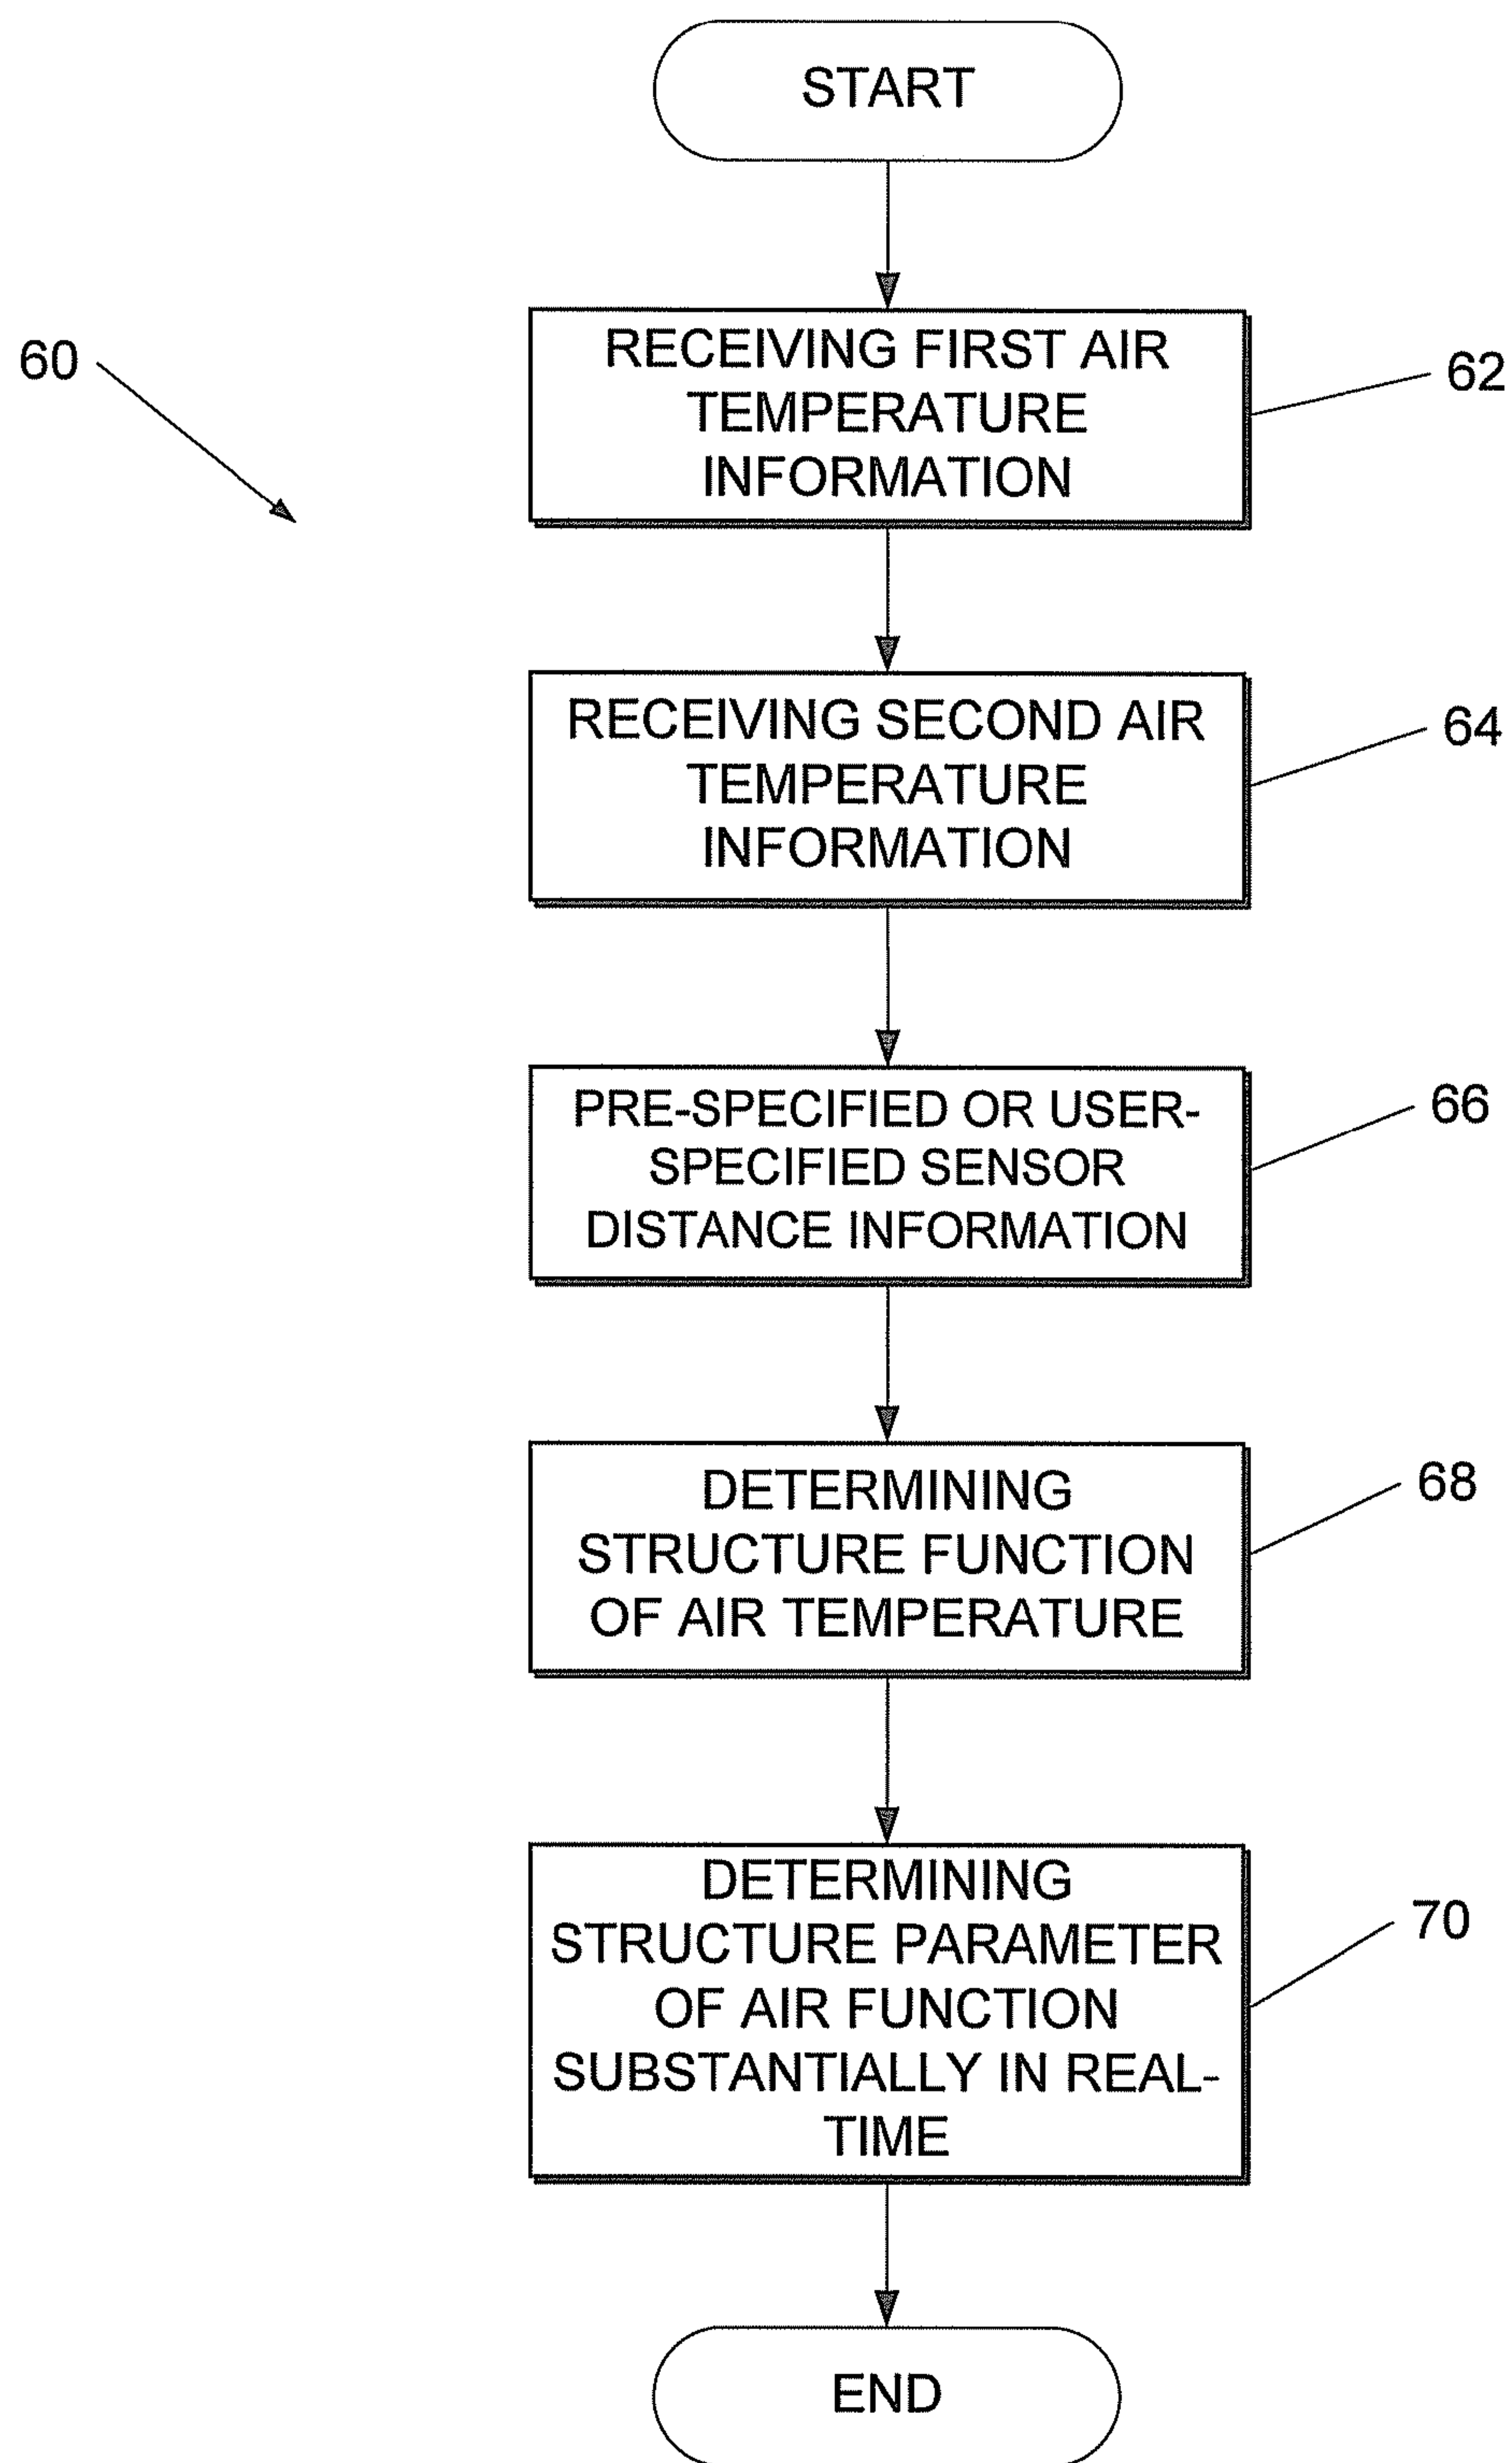 START
60
RECEIVING FIRST AIR
TEMPERATURE
INFORMATION
62
RECEIVING SECOND AIR
TEMPERATURE
INFORMATION
64
PRE-SPECIFIED OR USER-
SPECIFIED SENSOR
DISTANCE INFORMATION
66
DETERMINING
STRUCTURE FUNCTION
OF AIR TEMPERATURE
68
DETERMINING
STRUCTURE PARAMETER
OF AIR FUNCTION
SUBSTANTIALLY IN REAL-
TIME
70
END